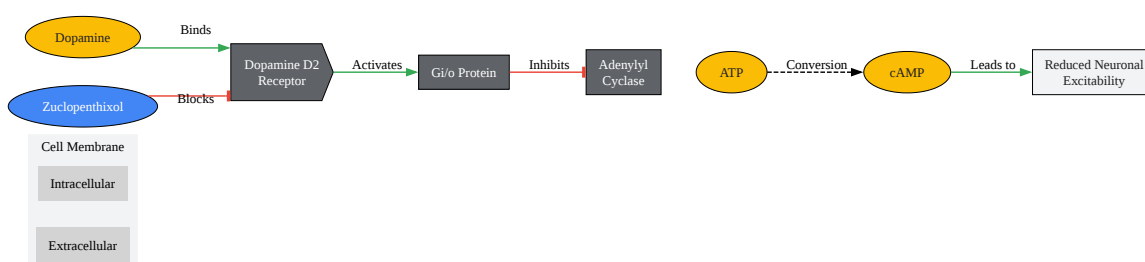 Dopamine
Binds
Zuclopenthixol
Blocks
Dopamine D2
Receptor
Activates
Gi/o Protein
Inhibits
Adenylyl
Cyclase
ATP
Conversion
cAMP
Leads to
Reduced Neuronal
Excitability
Cell Membrane
Intracellular
Extracellular